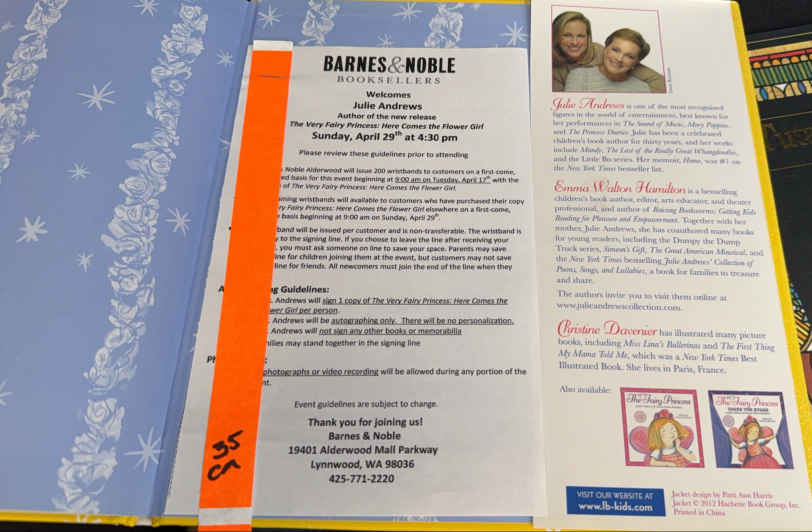 BARNES & NOBLE
BOOKSELLERS
Welcomes
Julie Andrews
Author of the new release
The Very Fairy Princess: Here Comes the Flower Girl
Sunday, April 29th at 4:30 pm
Please review these guidelines prior to attending
Noble Alderwood will issue 200 wristbands to customers on a first-come,
ed basis for this event beginning at 9:00 am on Tuesday, April 17th with the
of The Very Fairy Princess: Here Comes the Flower Girl.
aining wristbands will available to customers who have purchased their copy
ry Fairy Princess: Here Comes the Flower Girl elsewhere on a first-come,
e basis beginning at 9:00 am on Sunday, April 29th.
band will be issued per customer and is non-transferable. The wristband is
y to the signing line. If you choose to leave the line after receiving your
, you must ask someone on line to save your space. Parents may save
line for children joining them at the event, but customers may not save
line for friends. All newcomers must join the end of the line when they
A
ng Guidelines:
. Andrews will sign 1 copy of The Very Fairy Princess: Here Comes the
wer Girl per person.
. Andrews will be autographing only. There will be no personalization.
. Andrews will not sign any other books or memorabilia
milies may stand together in the signing line
Ph
:
photographs or video recording will be allowed during any portion of the
nt.
Event guidelines are subject to change.
Thank you for joining us!
Barnes & Noble
19401 Alderwood Mall Parkway
Lynnwood, WA 98036
425-771-2220
35
Julie Andrews is one of the most recognized
figures in the world of entertainment, best known for
her performances in The Sound of Music, Mary Poppins,
and The Princess Diaries. Julie has been a celebrated
children's book author for thirty years, and her works
include Mandy, The Last of the Really Great Whangdoodles,
and the Little Bo series. Her memoir, Home, was #1 on
the New York Times bestseller list.
Emma Walton Hamilton is a bestselling
children's book author, editor, arts educator, and theater
professional, and author of Raising Bookworms: Getting Kids
Reading for Pleasure and Empowerment. Together with her
mother, Julie Andrews, she has coauthored many books
for young readers, including the Dumpy the Dump
Truck series, Simeon's Gift, The Great American Mousical, and
the New York Times bestselling Julie Andrews' Collection of
Poems, Songs, and Lullabies, a book for families to treasure
and share.
The authors invite you to visit them online at
www.julieandrewscollection.com.
Christine Davenier has illustrated many picture
books, including Miss Lina's Ballerinas and The First Thing
My Mama Told Me, which was a New York Times Best
Illustrated Book. She lives in Paris, France.
Also available:
The Very Fairy Princess
The Very Fairy Princess
TAKES THE STAGE
VISIT OUR WEBSITE AT
www.lb-kids.com
Jacket design by Patti Ann Harris
Jacket © 2012 Hachette Book Group, Inc.
Printed in China